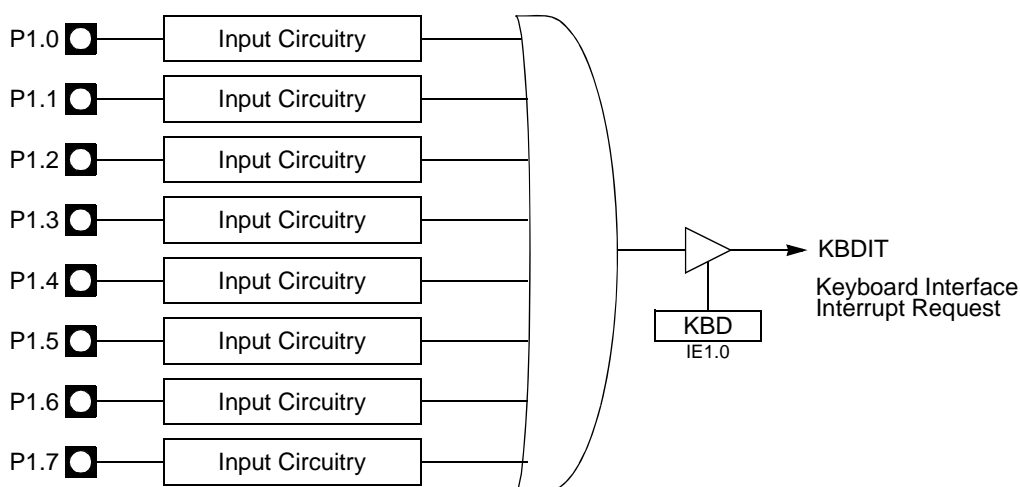 P1.0 Input Circuitry
P1.1 Input Circuitry
P1.2 Input Circuitry
P1.3 Input Circuitry
P1.4 Input Circuitry
P1.5 Input Circuitry
P1.6 Input Circuitry
P1.7 Input Circuitry
KBDIT
Keyboard Interface
Interrupt Request
KBD
IE1.0